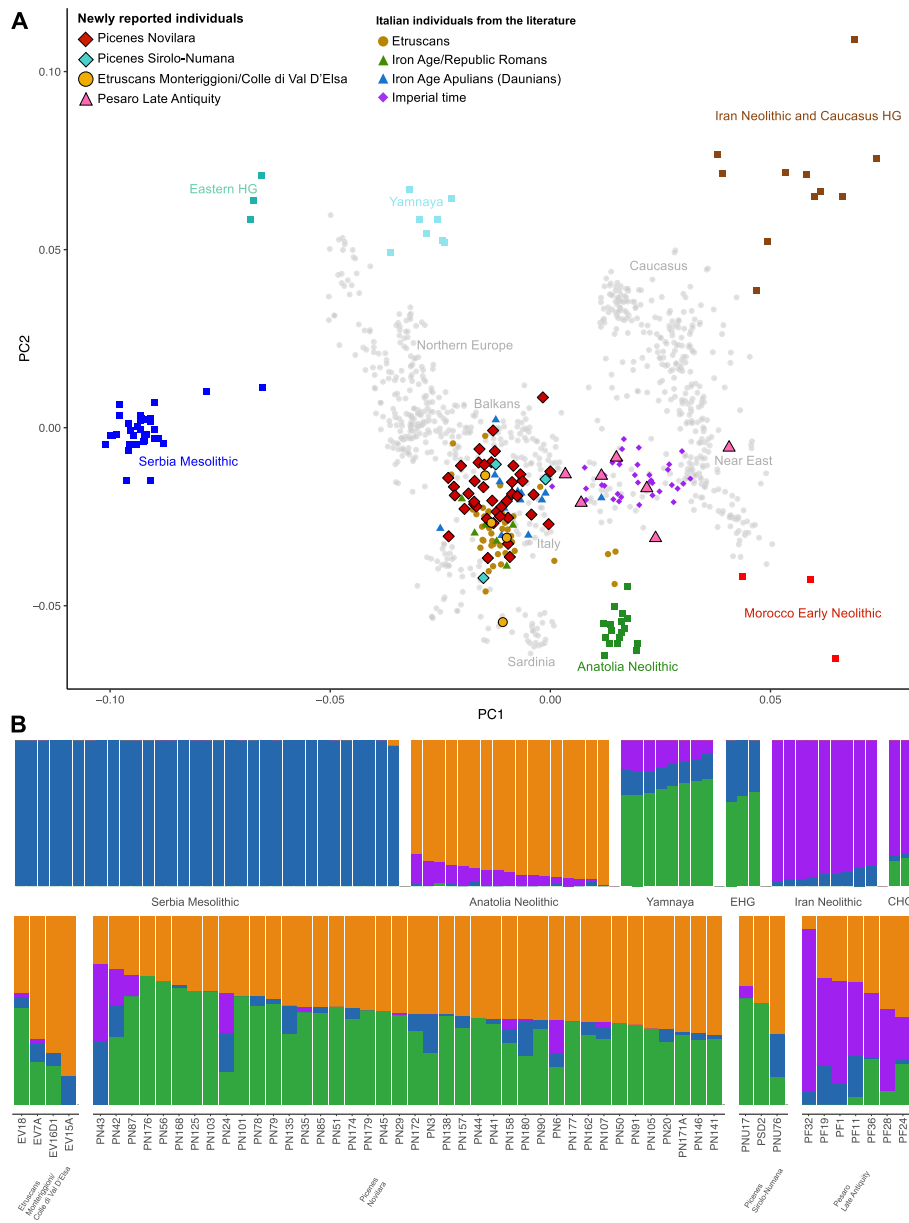 A
Newly reported individuals
Picenes Novilara
Picenes Sirolo-Numana
Etruscans Monteriggioni/Colle di Val D'Elsa
Pesaro Late Antiquity
Italian individuals from the literature
Etruscans
Iron Age/Republic Romans
Iron Age Apulians (Daunians)
Imperial time
0.10
0.05
0.00
−0.05
PC2
Iran Neolithic and Caucasus HG
Eastern HG
Yamnaya
Caucasus
Northern Europe
Balkans
Serbia Mesolithic
Near East
Italy
Morocco Early Neolithic
Sardinia
Anatolia Neolithic
−0.10
−0.05
0.00
0.05
PC1
B
Serbia Mesolithic
Anatolia Neolithic
Yamnaya
EHG
Iran Neolithic
CHG
EV18
EV7A
EV16D1
EV15A
PN43
PN42
PN87
PN176
PN56
PN168
PN125
PN103
PN24
PN101
PN78
PN79
PN135
PN35
PN85
PN51
PN174
PN179
PN45
PN29
PN172
PN3
PN138
PN157
PN44
PN41
PN158
PN180
PN90
PN6
PN177
PN162
PN107
PN50
PN91
PN105
PN20
PN171A
PN146
PN141
PNU17
PSD2
PNU76
PF32
PF19
PF1
PF11
PF36
PF28
PF24
Etruscans
Monteriggioni/
Colle di Val D'Elsa
Picenes
Novilara
Picenes
Sirolo-Numana
Pesaro
Late Antiquity